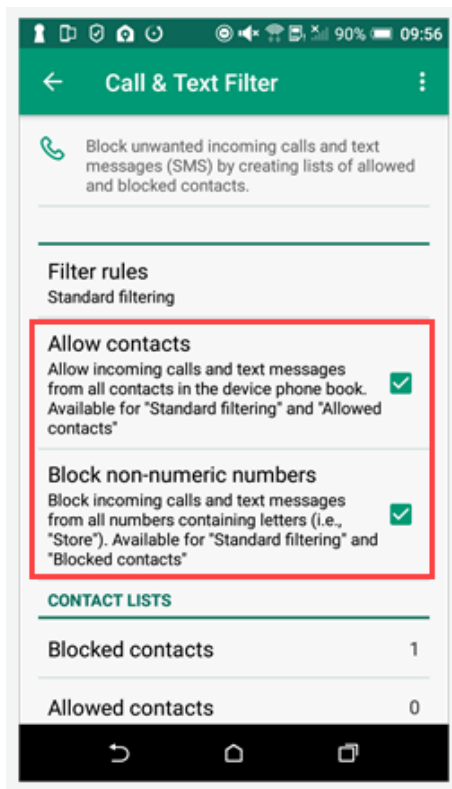 90% 09:56
Call & Text Filter
Block unwanted incoming calls and text
messages (SMS) by creating lists of allowed
and blocked contacts.
Filter rules
Standard filtering
Allow contacts
Allow incoming calls and text messages
from all contacts in the device phone book.
Available for "Standard filtering" and "Allowed
contacts"
Block non-numeric numbers
Block incoming calls and text messages
from all numbers containing letters (i.e.,
"Store"). Available for "Standard filtering" and
"Blocked contacts"
CONTACT LISTS
Blocked contacts 1
Allowed contacts 0